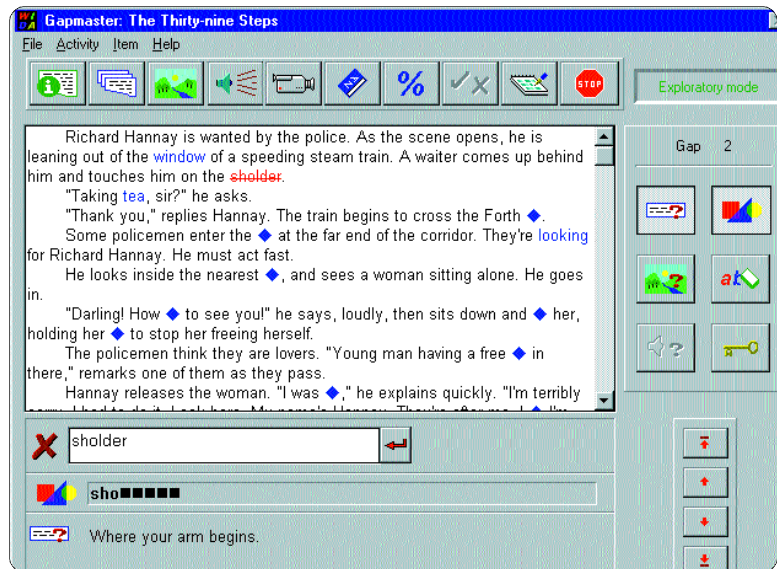 Gapmaster: The Thirty-nine Steps
File Activity Item Help
% STOP Exploratory mode
Richard Hannay is wanted by the police. As the scene opens, he is
leaning out of the window of a speeding steam train. A waiter comes up behind
him and touches him on the sholder.
"Taking tea, sir?" he asks.
"Thank you," replies Hannay. The train begins to cross the Forth ◆.
Some policemen enter the ◆ at the far end of the corridor. They're looking
for Richard Hannay. He must act fast.
He looks inside the nearest ◆, and sees a woman sitting alone. He goes
in.
"Darling! How ◆ to see you!" he says, loudly, then sits down and ◆ her,
holding her ◆ to stop her freeing herself.
The policemen think they are lovers. "Young man having a free ◆ in
there," remarks one of them as they pass.
Hannay releases the woman. "I was ◆," he explains quickly. "I'm terribly
Gap 2
sholder
sho■■■■■
Where your arm begins.